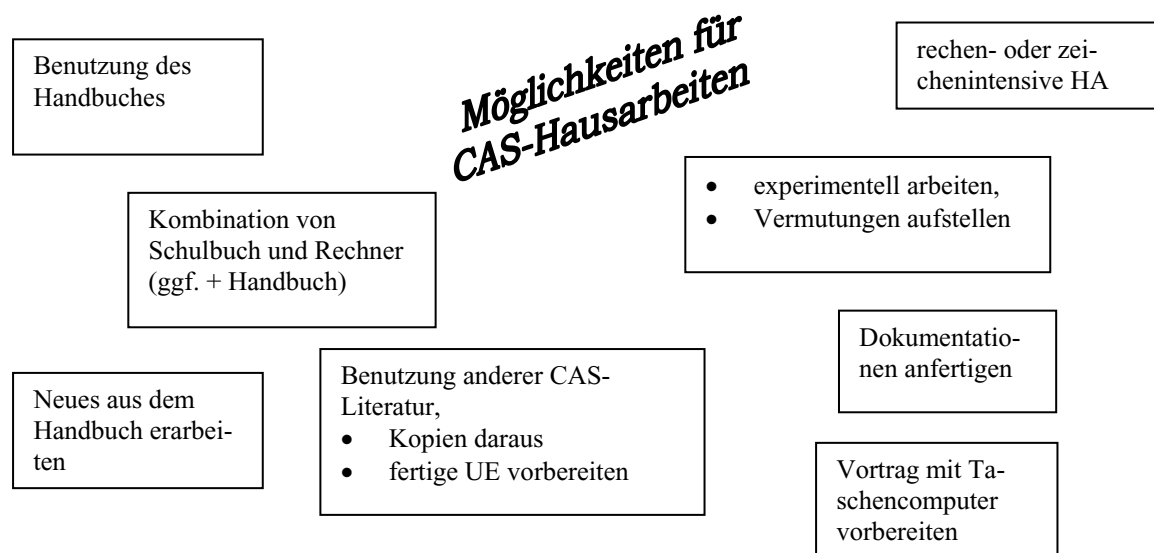 Möglichkeiten für
CAS-Hausarbeiten
Benutzung des
Handbuches
rechen- oder zei-
chenintensive HA
Kombination von
Schulbuch und Rechner
(ggf. + Handbuch)
• experimentell arbeiten,
• Vermutungen aufstellen
Neues aus dem
Handbuch erarbei-
ten
Benutzung anderer CAS-
Literatur,
• Kopien daraus
• fertige UE vorbereiten
Dokumentatio-
nen anfertigen
Vortrag mit Ta-
schencomputer
vorbereiten